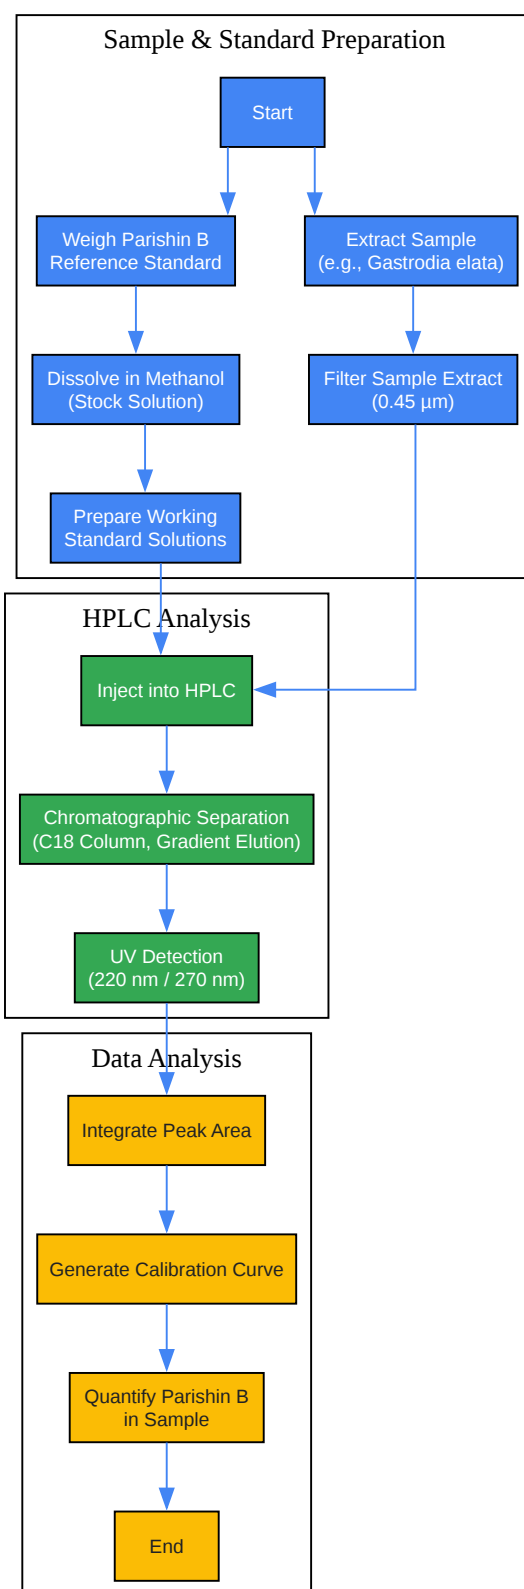 Sample & Standard Preparation
Start
Weigh Parishin B
Reference Standard
Extract Sample
(e.g., Gastrodia elata)
Dissolve in Methanol
(Stock Solution)
Filter Sample Extract
(0.45 µm)
Prepare Working
Standard Solutions
HPLC Analysis
Inject into HPLC
Chromatographic Separation
(C18 Column, Gradient Elution)
UV Detection
(220 nm / 270 nm)
Data Analysis
Integrate Peak Area
Generate Calibration Curve
Quantify Parishin B
in Sample
End